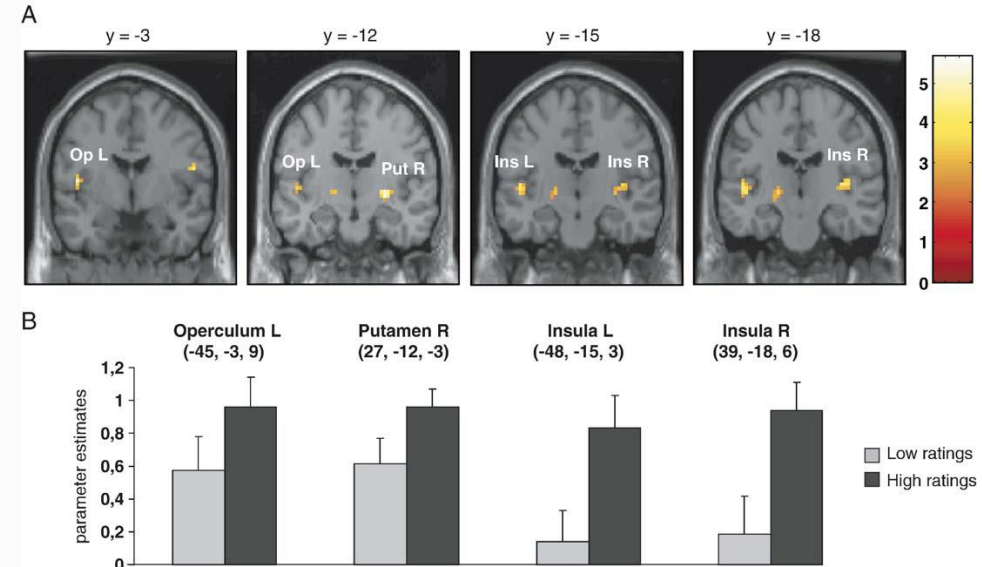 A
y = -3 y = -12 y = -15 y = -18
Op L
Op L Put R
Ins L Ins R
Ins R
5
4
3
2
1
0
B
Operculum L Putamen R Insula L Insula R
(-45, -3, 9) (27, -12, -3) (-48, -15, 3) (39, -18, 6)
parameter estimates
1,2
1
0,8
0,6
0,4
0,2
0
Low ratings
High ratings